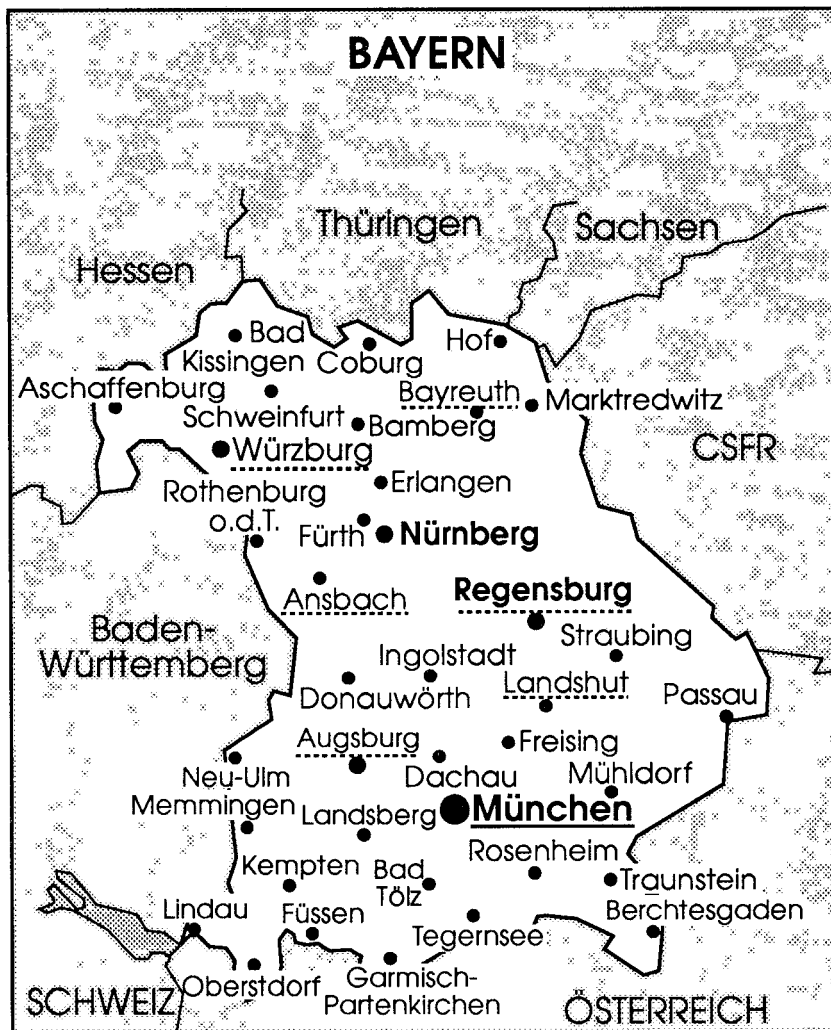 BAYERN
Thüringen
Sachsen
Hessen
Bad
Kissingen
Coburg
Hof
Aschaffenburg
Bayreuth
Marktredwitz
Schweinfurt
Bamberg
Würzburg
CSFR
Rothenburg
o.d.T.
Erlangen
Fürth
Nürnberg
Ansbach
Regensburg
Baden-
Württemberg
Straubing
Ingolstadt
Donauwörth
Landshut
Passau
Augsburg
Freising
Neu-Ulm
Dachau
Mühldorf
Memmingen
Landsberg
München
Kempten
Bad
Tölz
Rosenheim
Traunstein
Lindau
Füssen
Tegernsee
Berchtesgaden
Oberstdorf
Garmisch-
Partenkirchen
SCHWEIZ
ÖSTERREICH